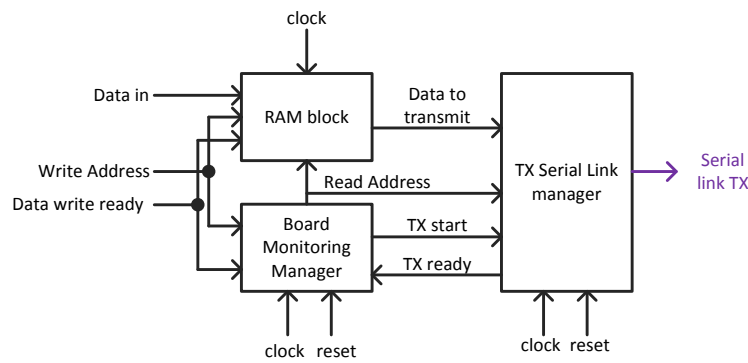 clock
Data in
RAM block
Data to
transmit
Write Address
Read Address
TX Serial Link
manager
Serial
link TX
Data write ready
Board
Monitoring
Manager
TX start
TX ready
clock
reset
clock
reset